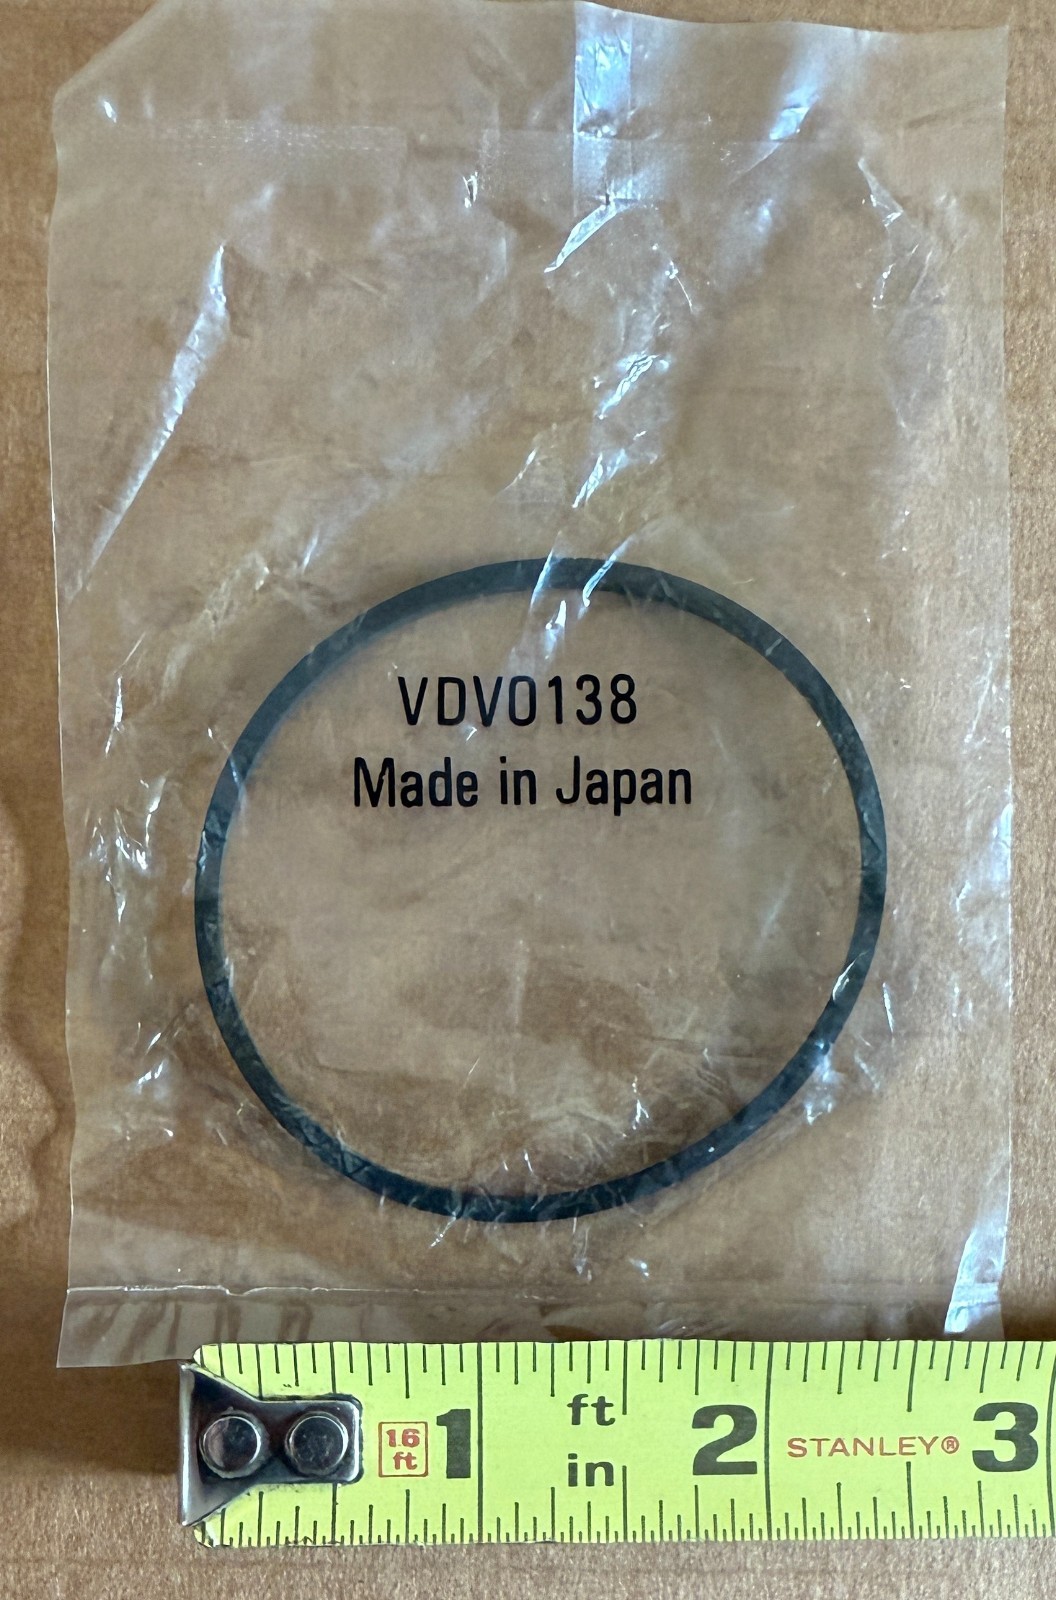 VDV0138
Made in Japan
16
ft
1
ft
in
2
STANLEY®
3